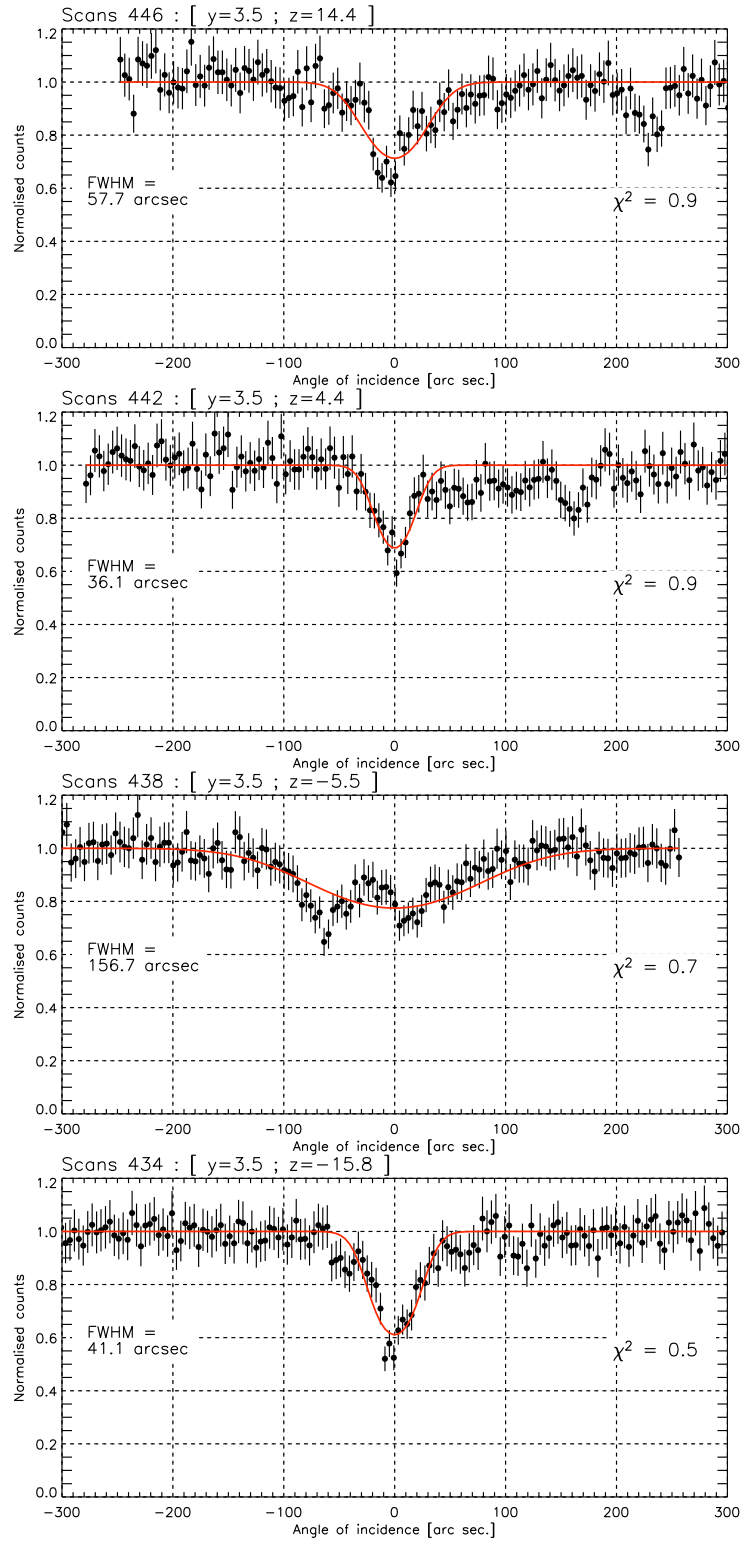 Scans 446 : [ y=3.5 ; z=14.4 ]
1.2
1.0
0.8
0.6
0.4
0.2
0.0
Normalised counts
FWHM =
57.7 arcsec
χ² = 0.9
−300 −200 −100 0 100 200 300
Angle of incidence [arc sec.]
Scans 442 : [ y=3.5 ; z=4.4 ]
1.2
1.0
0.8
0.6
0.4
0.2
0.0
Normalised counts
FWHM =
36.1 arcsec
χ² = 0.9
−300 −200 −100 0 100 200 300
Angle of incidence [arc sec.]
Scans 438 : [ y=3.5 ; z=−5.5 ]
1.2
1.0
0.8
0.6
0.4
0.2
0.0
Normalised counts
FWHM =
156.7 arcsec
χ² = 0.7
−300 −200 −100 0 100 200 300
Angle of incidence [arc sec.]
Scans 434 : [ y=3.5 ; z=−15.8 ]
1.2
1.0
0.8
0.6
0.4
0.2
0.0
Normalised counts
FWHM =
41.1 arcsec
χ² = 0.5
−300 −200 −100 0 100 200 300
Angle of incidence [arc sec.]